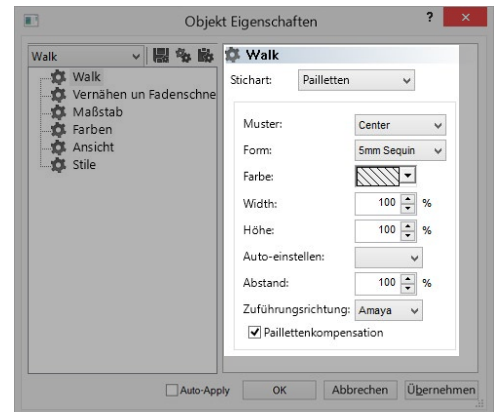 Objekt Eigenschaften
?
Walk
Walk
Vernähen un Fadenschne
Maßstab
Farben
Ansicht
Stile
Walk
Stichart: Pailletten
Muster: Center
Form: 5mm Sequin
Farbe:
Width: 100 %
Höhe: 100 %
Auto-einstellen:
Abstand: 100 %
Zuführungsrichtung: Amaya
Paillettenkompensation
Auto-Apply OK Abbrechen Übernehmen